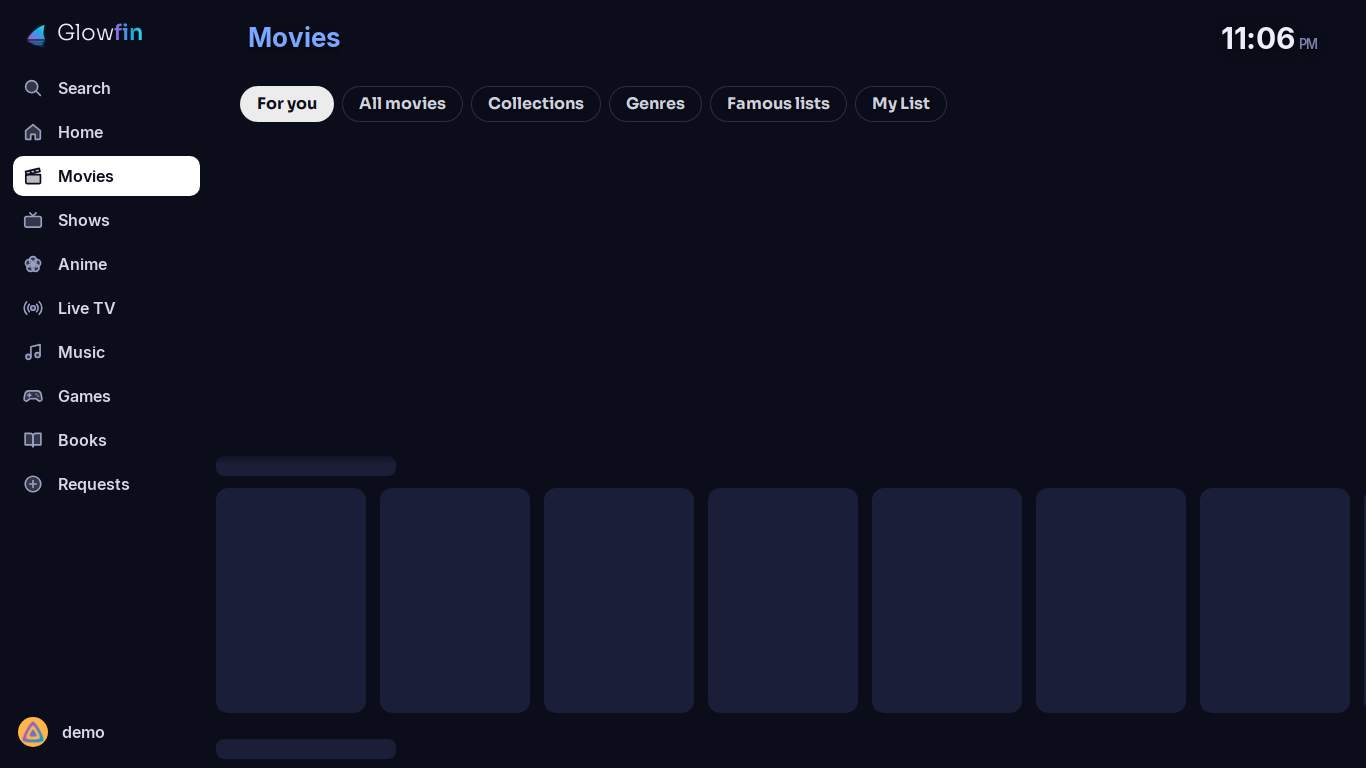 Glowfin
Movies
11:06 PM
Search
Home
Movies
Shows
Anime
Live TV
Music
Games
Books
Requests
For you
All movies
Collections
Genres
Famous lists
My List
demo